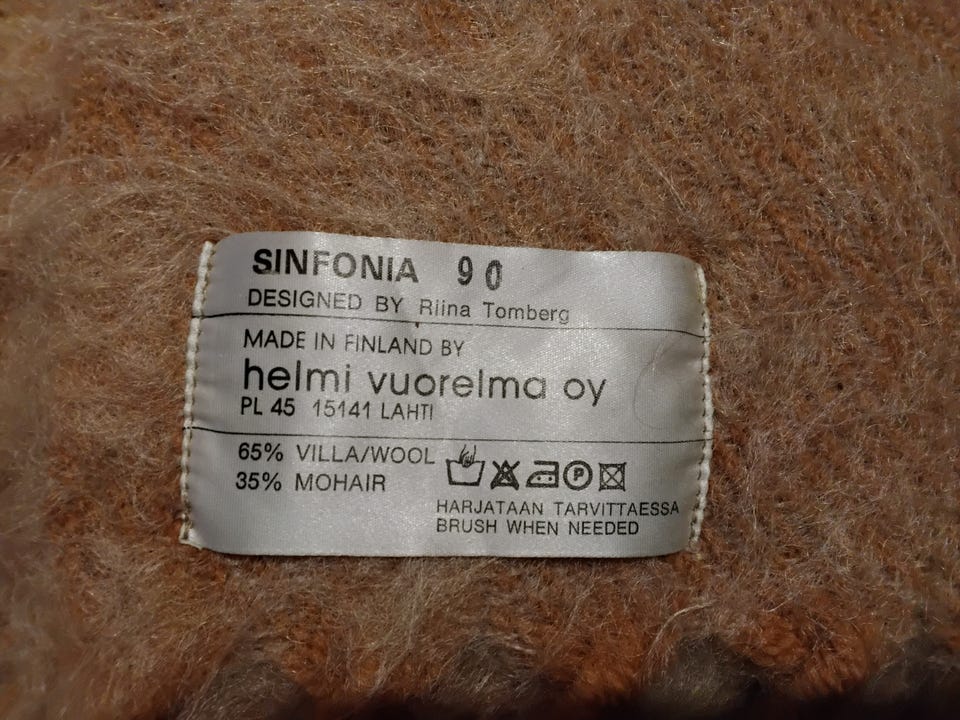 SINFONIA 90
DESIGNED BY Riina Tomberg
MADE IN FINLAND BY
helmi vuorelma oy
PL 45 15141 LAHTI
65% VILLA/WOOL
35% MOHAIR
P
HARJATAAN TARVITTAESSA
BRUSH WHEN NEEDED